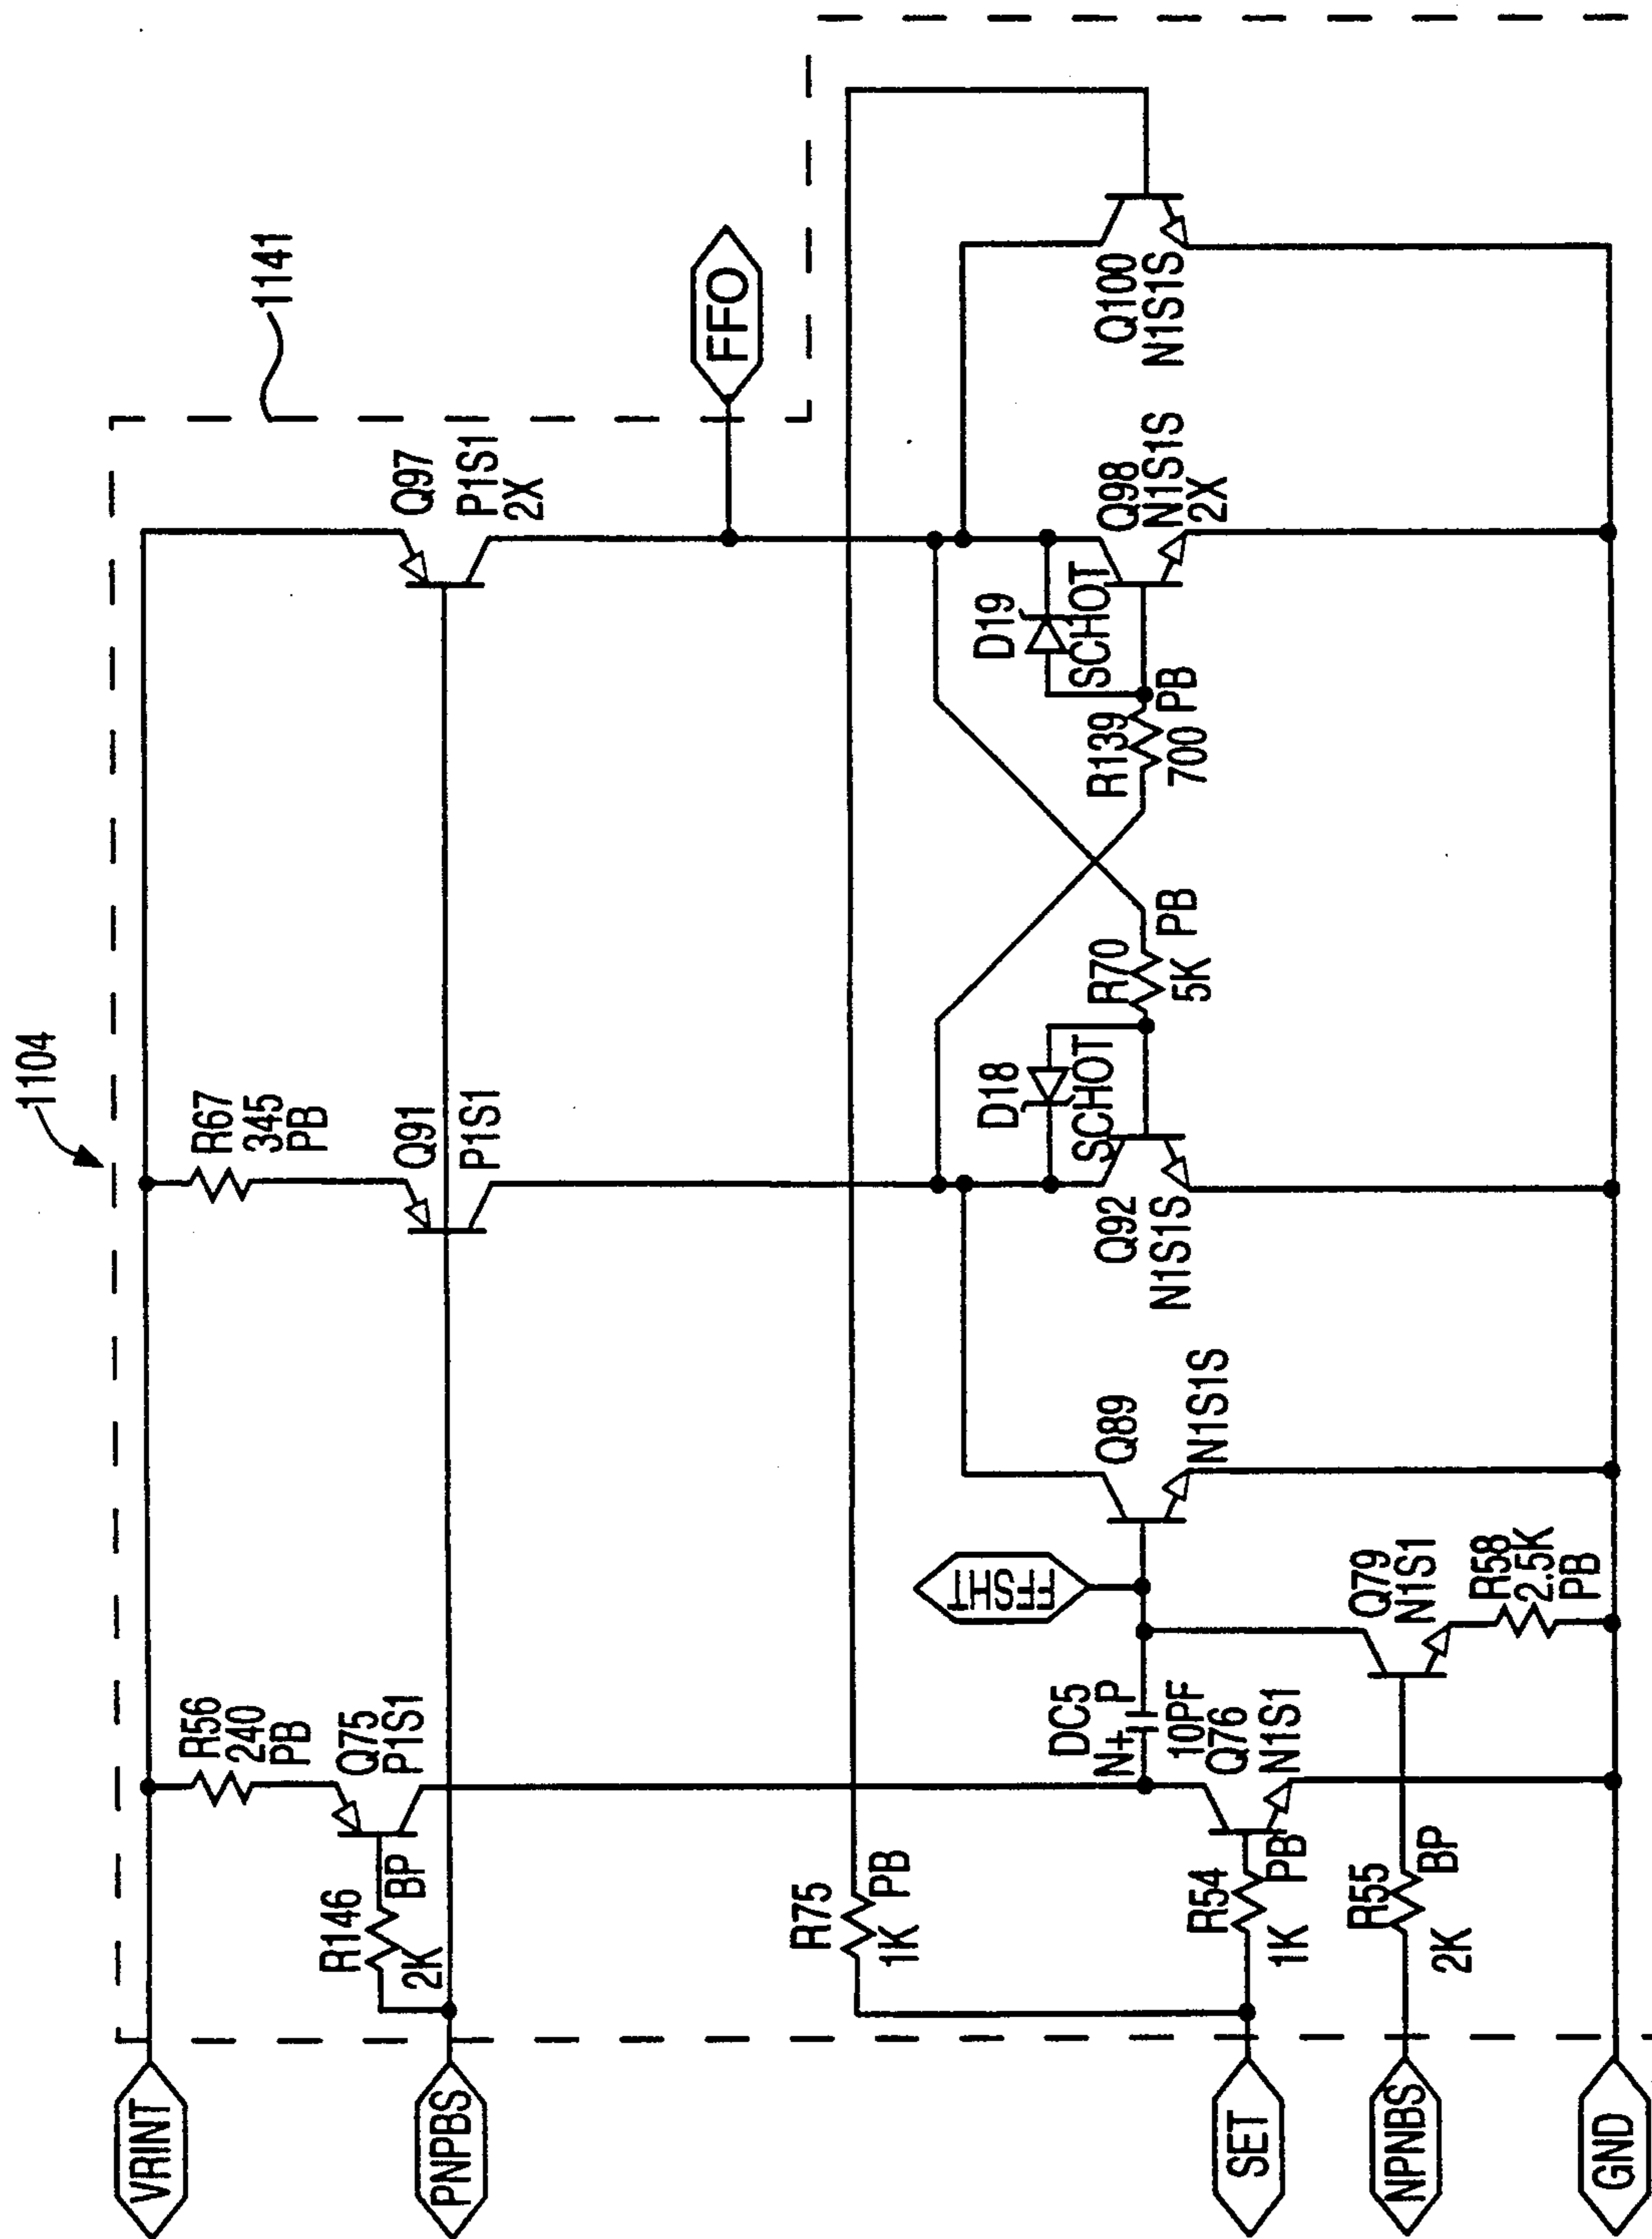 1104
1141
VRINT
PNPBS
SET
NPNBS
GND
R56
240
PB
Q75
P1S1
R146
BP
2K
R67
345
PB
Q91
P1S1
Q97
P1S1
2X
FFO
R75
PB
1K
R54
PB
1K
R55
BP
2K
DC5
N+ P
10PF
Q76
N1S1
FFSHT
Q79
N1S1
R58
2.5K
PB
Q89
N1S1S
Q92
N1S1S
D18
SCHOT
R70
PB
5K
R139
PB
700
D19
SCHOT
Q98
N1S1S
2X
Q100
N1S1S